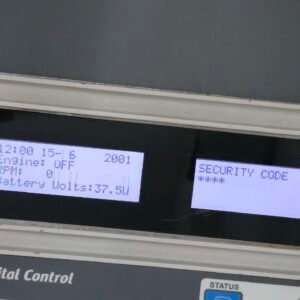 12:00 15- 6 2001
Engine: OFF
RPM: 0
Battery Volts:37.5V
SECURITY CODE
****
ital Control
STATUS